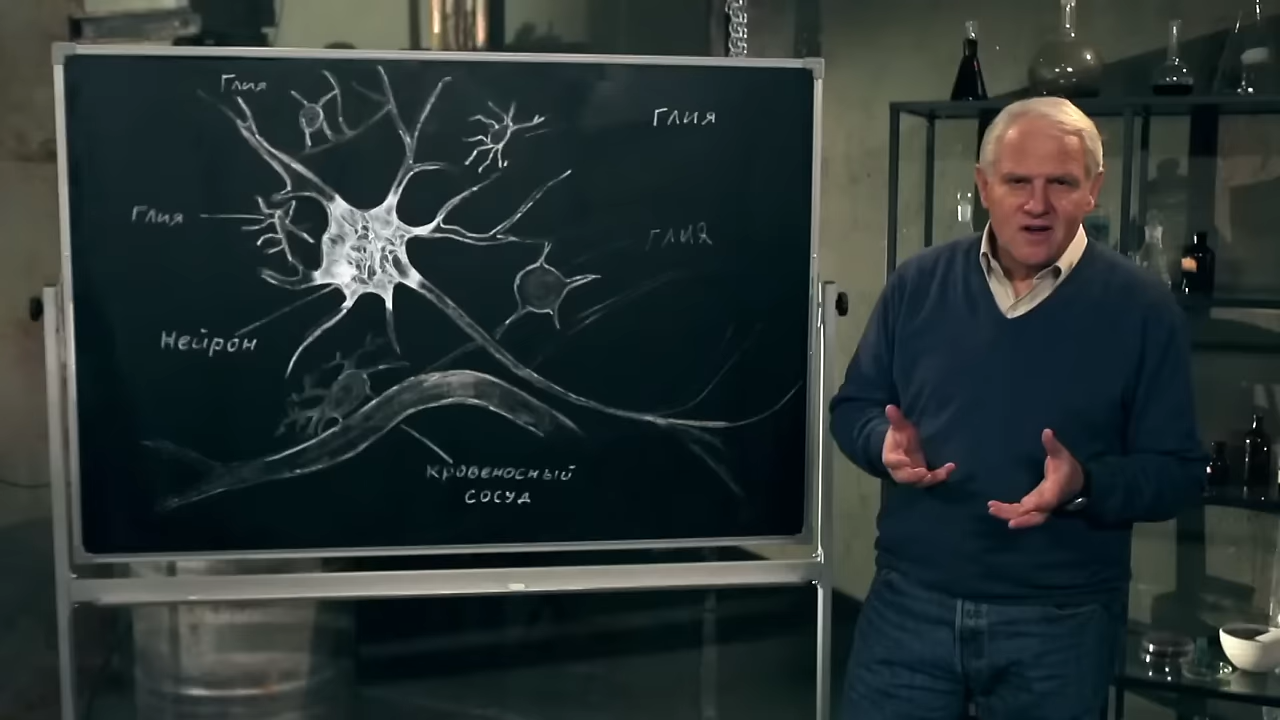 Глия
Глия
Глия
Глия
Нейрон
Кровеносный
сосуд